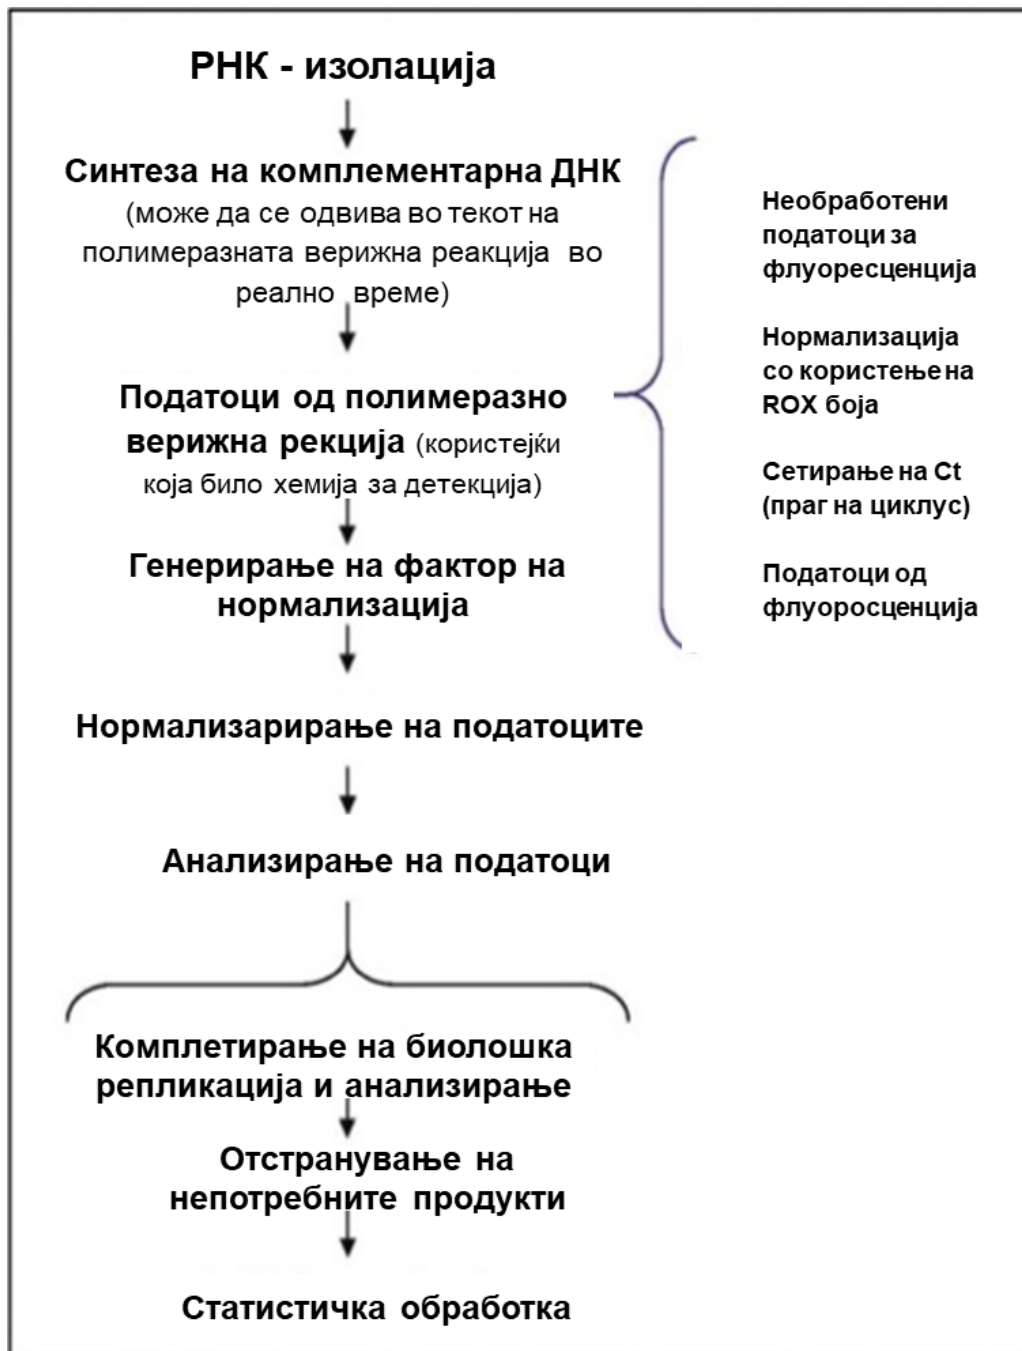 РНК - изолација
Синтеза на комплементарна ДНК
(може да се одвива во текот на
полимеразната верижна реакција во
реално време)
Податоци од полимеразно
верижна рекција (користејќи
која било хемија за детекција)
Генерирање на фактор на
нормализација
Нормализарирање на податоците
Анализирање на податоци
Комплетирање на биолошка
репликација и анализирање
Отстранување на
непотребните продукти
Статистичка обработка
Необработени
податоци за
флуоресценција
Нормализација
со користење на
ROX боја
Сетирање на Ct
(праг на циклус)
Податоци од
флуоросценција